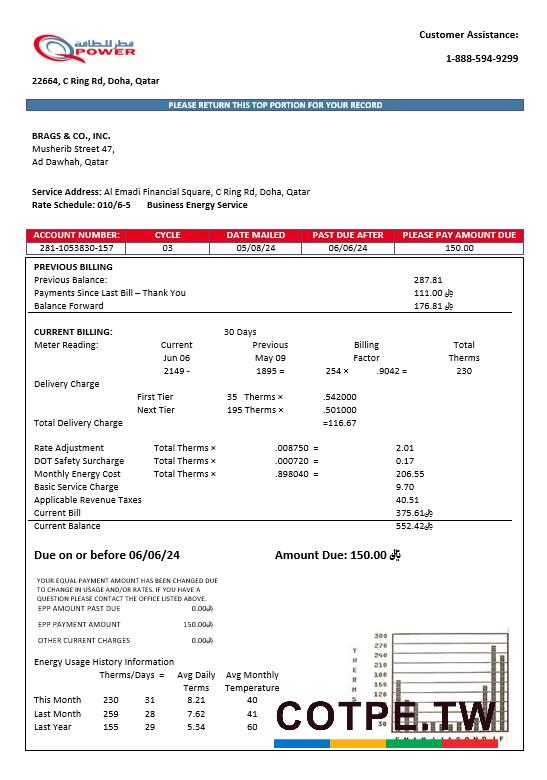 قطر للطاقة
QPOWER
Customer Assistance:
1-888-594-9299
22664, C Ring Rd, Doha, Qatar
PLEASE RETURN THIS TOP PORTION FOR YOUR RECORD
BRAGS & CO., INC.
Musherib Street 47,
Ad Dawhah, Qatar
Service Address: Al Emadi Financial Square, C Ring Rd, Doha, Qatar
Rate Schedule: 010/6-5 Business Energy Service
ACCOUNT NUMBER: CYCLE DATE MAILED PAST DUE AFTER PLEASE PAY AMOUNT DUE
281-1053830-157 03 05/08/24 06/06/24 150.00
PREVIOUS BILLING
Previous Balance: 287.81
Payments Since Last Bill – Thank You 111.00 ﷼
Balance Forward 176.81 ﷼
CURRENT BILLING: 30 Days
Meter Reading: Current Previous Billing Total
Jun 06 May 09 Factor Therms
2149 - 1895 = 254 × .9042 = 230
Delivery Charge
First Tier 35 Therms × .542000
Next Tier 195 Therms × .501000
Total Delivery Charge =116.67
Rate Adjustment Total Therms × .008750 = 2.01
DOT Safety Surcharge Total Therms × .000720 = 0.17
Monthly Energy Cost Total Therms × .898040 = 206.55
Basic Service Charge 9.70
Applicable Revenue Taxes 40.51
Current Bill 375.61﷼
Current Balance 552.42﷼
Due on or before 06/06/24 Amount Due: 150.00 ﷼
YOUR EQUAL PAYMENT AMOUNT HAS BEEN CHANGED DUE
TO CHANGE IN USAGE AND/OR RATES. IF YOU HAVE A
QUESTION PLEASE CONTACT THE OFFICE LISTED ABOVE.
EPP AMOUNT PAST DUE 0.00﷼
EPP PAYMENT AMOUNT 150.00﷼
OTHER CURRENT CHARGES 0.00﷼
Energy Usage History Information
Therms/Days = Avg Daily Avg Monthly
Terms Temperature
This Month 230 31 8.21 40
Last Month 259 28 7.62 41
Last Year 155 29 5.34 60
THERMS
300
270
240
210
180
150
120
90
COTPE.TW